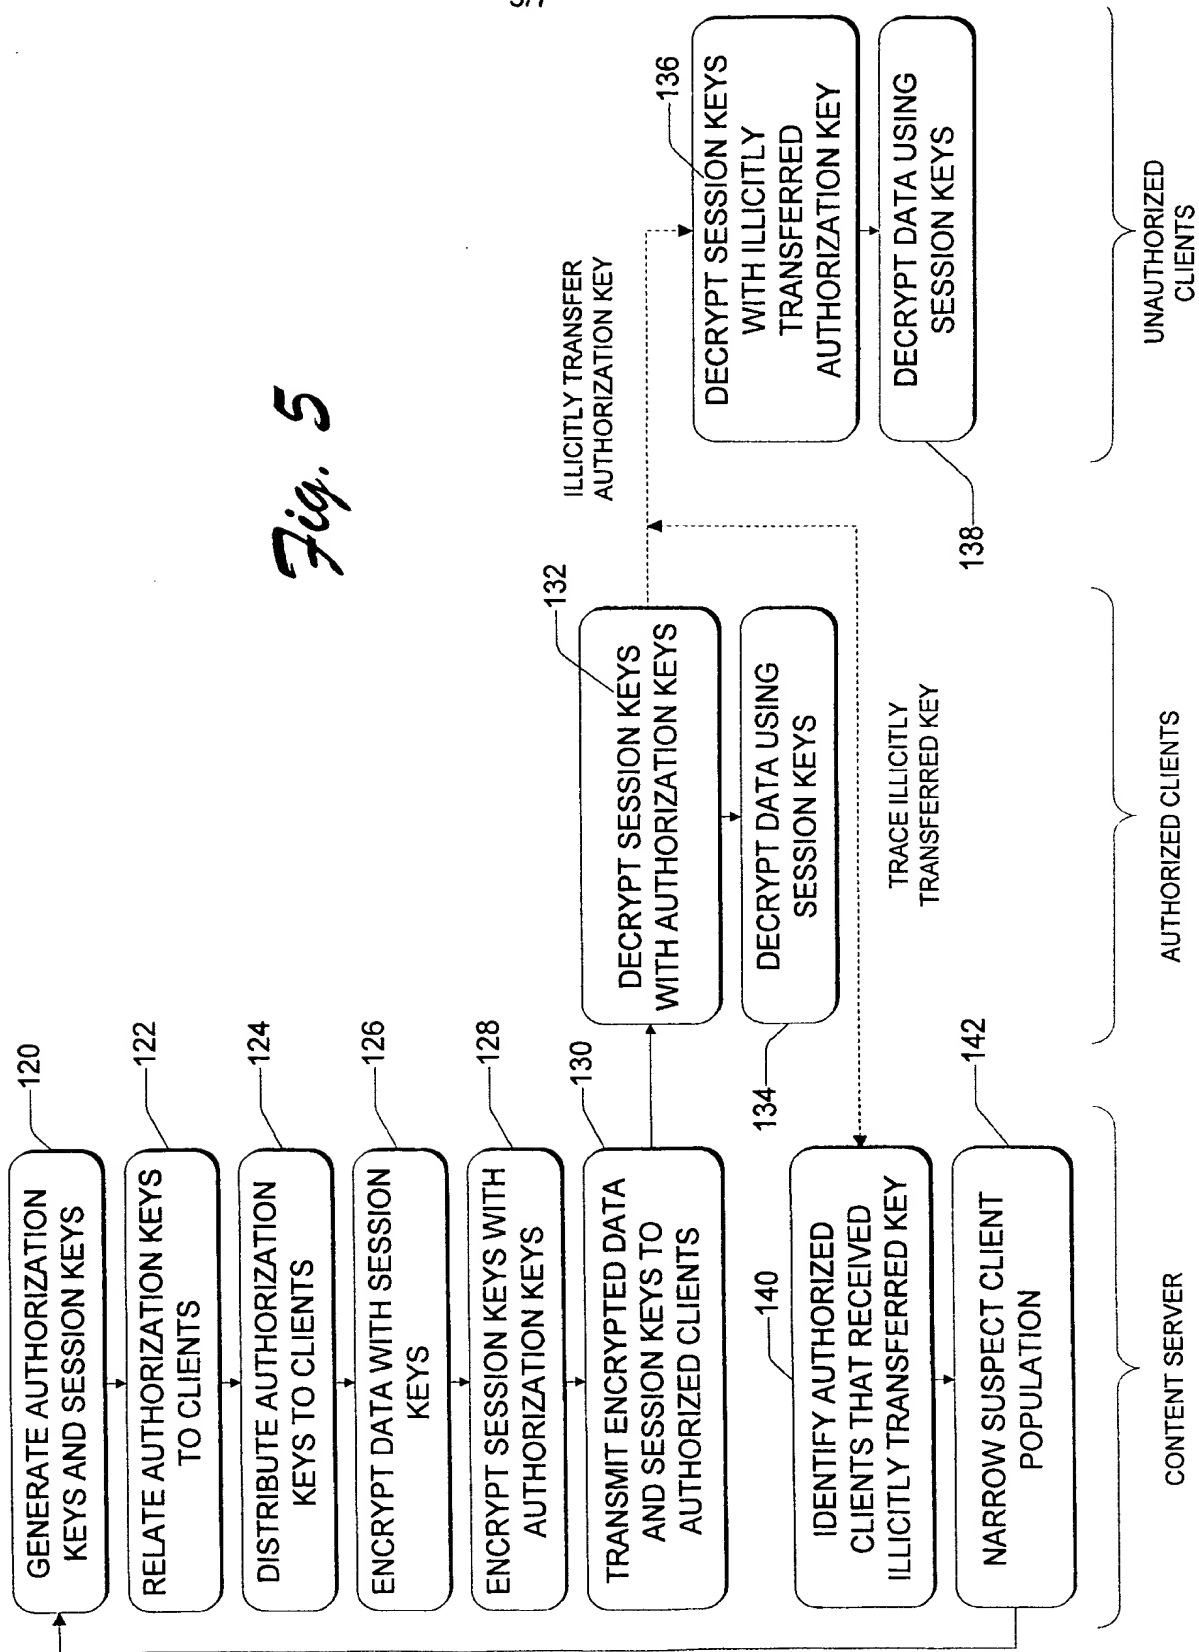 5/7
GENERATE AUTHORIZATION
KEYS AND SESSION KEYS
120
RELATE AUTHORIZATION KEYS
TO CLIENTS
122
DISTRIBUTE AUTHORIZATION
KEYS TO CLIENTS
124
ENCRYPT DATA WITH SESSION
KEYS
126
ENCRYPT SESSION KEYS WITH
AUTHORIZATION KEYS
128
TRANSMIT ENCRYPTED DATA
AND SESSION KEYS TO
AUTHORIZED CLIENTS
130
140
IDENTIFY AUTHORIZED
CLIENTS THAT RECEIVED
ILLICITLY TRANSFERRED KEY
NARROW SUSPECT CLIENT
POPULATION
142
CONTENT SERVER
132
DECRYPT SESSION KEYS
WITH AUTHORIZATION KEYS
DECRYPT DATA USING
SESSION KEYS
134
TRACE ILLICITLY
TRANSFERRED KEY
AUTHORIZED CLIENTS
ILLICITLY TRANSFER
AUTHORIZATION KEY
136
DECRYPT SESSION KEYS
WITH ILLICITLY
TRANSFERRED
AUTHORIZATION KEY
DECRYPT DATA USING
SESSION KEYS
138
UNAUTHORIZED
CLIENTS
Fig. 5